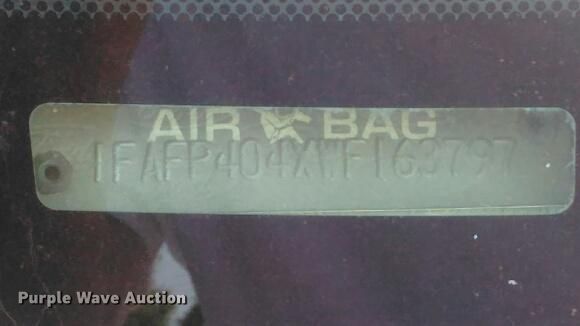 AIR BAG
1FAFP404XWF163797
Purple Wave Auction